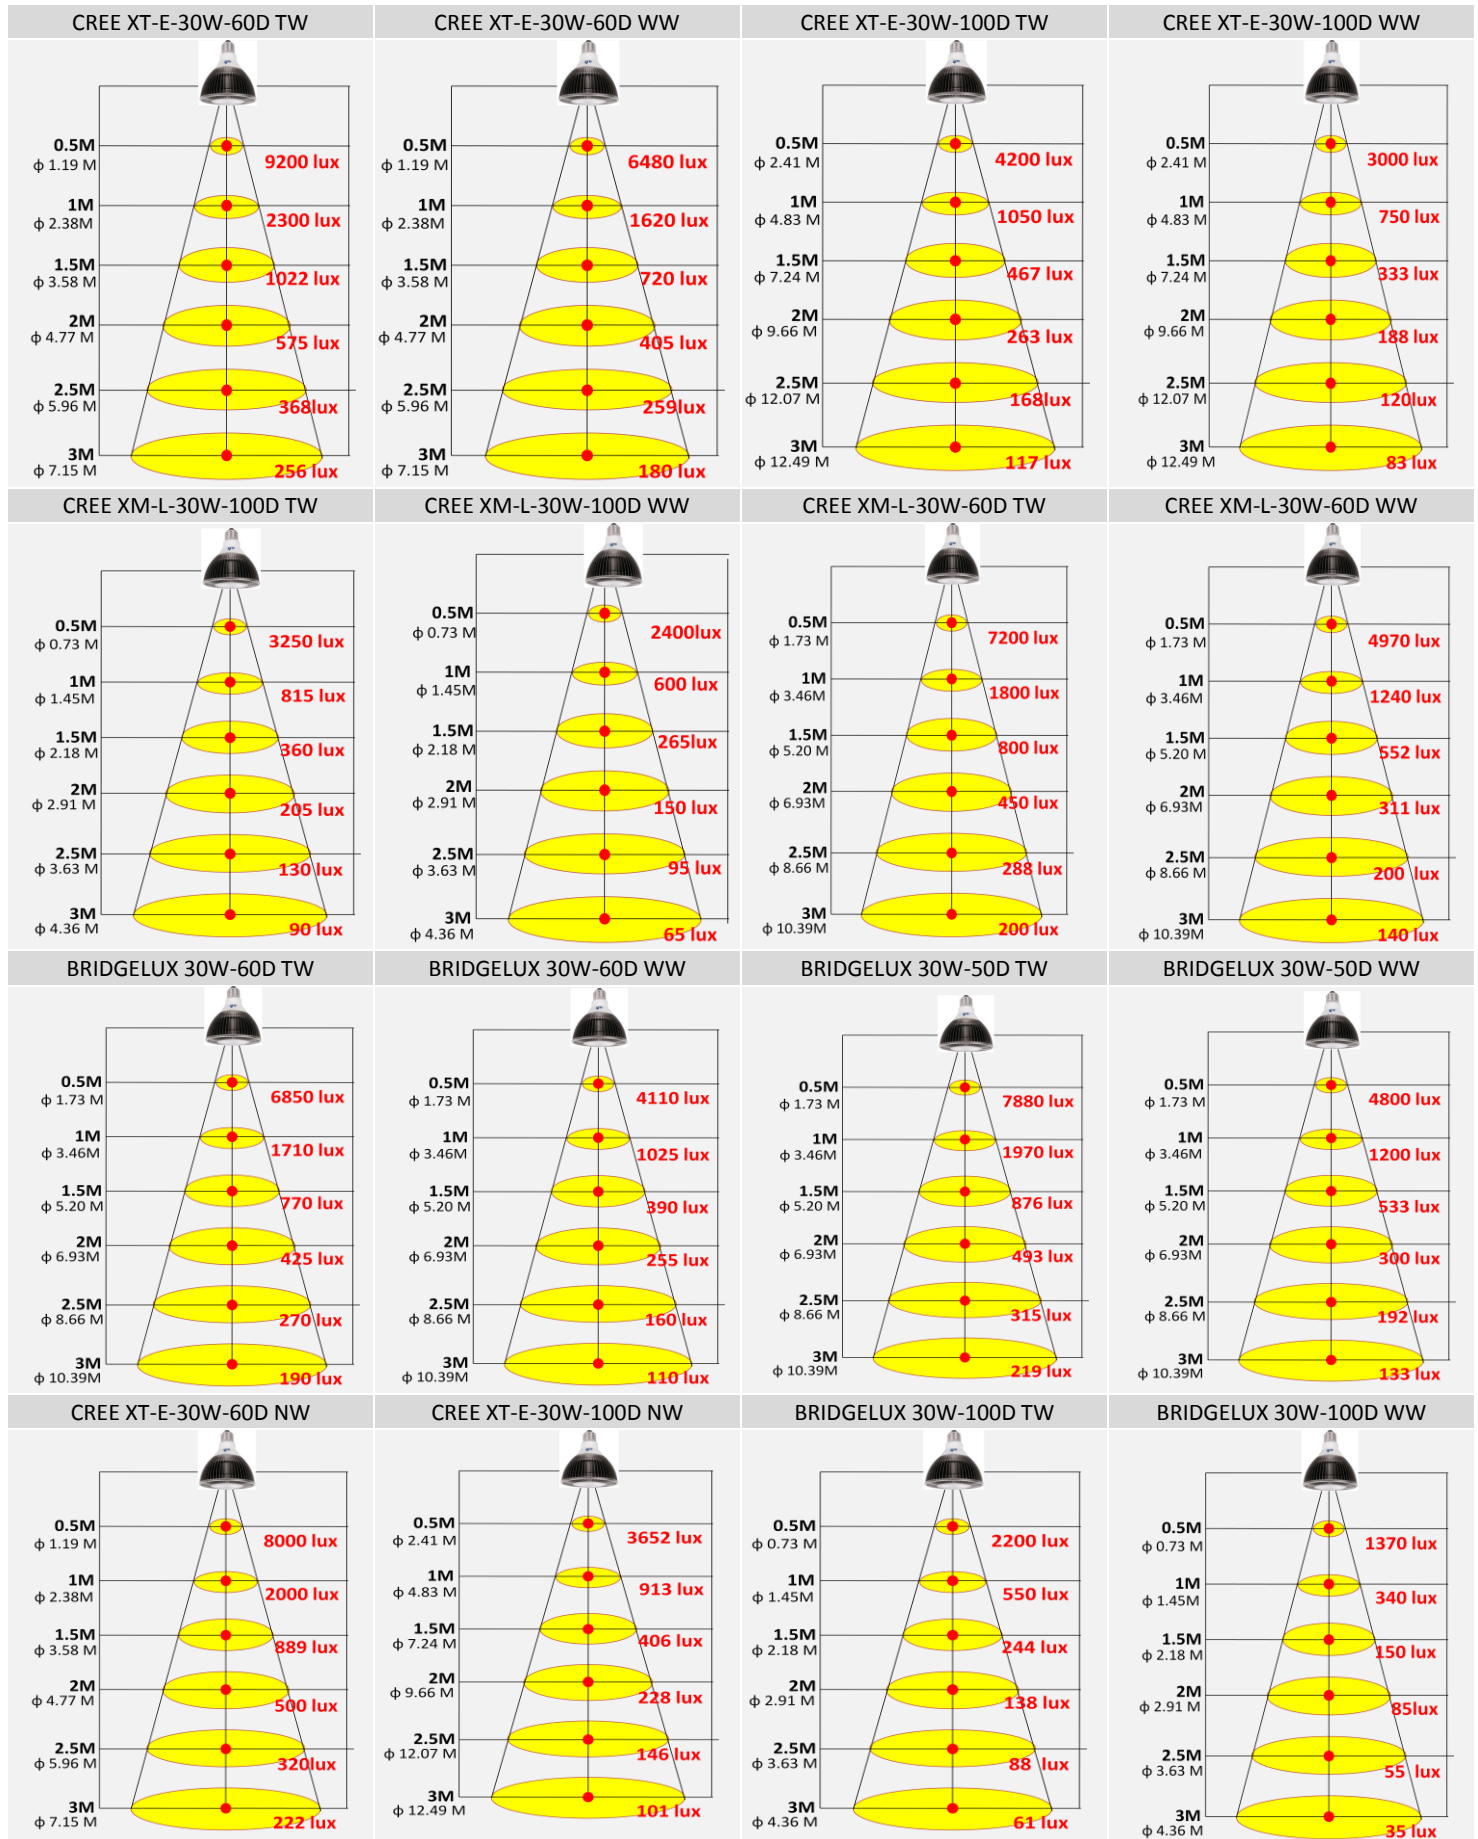 CREE XT-E-30W-60D TW
0.5M
ϕ 1.19 M
9200 lux
1M
ϕ 2.38M
2300 lux
1.5M
ϕ 3.58 M
1022 lux
2M
ϕ 4.77 M
575 lux
2.5M
ϕ 5.96 M
368lux
3M
ϕ 7.15 M
256 lux
CREE XT-E-30W-60D WW
0.5M
ϕ 1.19 M
6480 lux
1M
ϕ 2.38M
1620 lux
1.5M
ϕ 3.58 M
720 lux
2M
ϕ 4.77 M
405 lux
2.5M
ϕ 5.96 M
259lux
3M
ϕ 7.15 M
180 lux
CREE XT-E-30W-100D TW
0.5M
ϕ 2.41 M
4200 lux
1M
ϕ 4.83 M
1050 lux
1.5M
ϕ 7.24 M
467 lux
2M
ϕ 9.66 M
263 lux
2.5M
ϕ 12.07 M
168lux
3M
ϕ 12.49 M
117 lux
CREE XT-E-30W-100D WW
0.5M
ϕ 2.41 M
3000 lux
1M
ϕ 4.83 M
750 lux
1.5M
ϕ 7.24 M
333 lux
2M
ϕ 9.66 M
188 lux
2.5M
ϕ 12.07 M
120lux
3M
ϕ 12.49 M
83 lux
CREE XM-L-30W-100D TW
0.5M
ϕ 0.73 M
3250 lux
1M
ϕ 1.45M
815 lux
1.5M
ϕ 2.18 M
360 lux
2M
ϕ 2.91 M
205 lux
2.5M
ϕ 3.63 M
130 lux
3M
ϕ 4.36 M
90 lux
CREE XM-L-30W-100D WW
0.5M
ϕ 0.73 M
2400lux
1M
ϕ 1.45M
600 lux
1.5M
ϕ 2.18 M
265lux
2M
ϕ 2.91 M
150 lux
2.5M
ϕ 3.63 M
95 lux
3M
ϕ 4.36 M
65 lux
CREE XM-L-30W-60D TW
0.5M
ϕ 1.73 M
7200 lux
1M
ϕ 3.46M
1800 lux
1.5M
ϕ 5.20 M
800 lux
2M
ϕ 6.93M
450 lux
2.5M
ϕ 8.66 M
288 lux
3M
ϕ 10.39M
200 lux
CREE XM-L-30W-60D WW
0.5M
ϕ 1.73 M
4970 lux
1M
ϕ 3.46M
1240 lux
1.5M
ϕ 5.20 M
552 lux
2M
ϕ 6.93M
311 lux
2.5M
ϕ 8.66 M
200 lux
3M
ϕ 10.39M
140 lux
BRIDGELUX 30W-60D TW
0.5M
ϕ 1.73 M
6850 lux
1M
ϕ 3.46M
1710 lux
1.5M
ϕ 5.20 M
770 lux
2M
ϕ 6.93M
425 lux
2.5M
ϕ 8.66 M
270 lux
3M
ϕ 10.39M
190 lux
BRIDGELUX 30W-60D WW
0.5M
ϕ 1.73 M
4110 lux
1M
ϕ 3.46M
1025 lux
1.5M
ϕ 5.20 M
390 lux
2M
ϕ 6.93M
255 lux
2.5M
ϕ 8.66 M
160 lux
3M
ϕ 10.39M
110 lux
BRIDGELUX 30W-50D TW
0.5M
ϕ 1.73 M
7880 lux
1M
ϕ 3.46M
1970 lux
1.5M
ϕ 5.20 M
876 lux
2M
ϕ 6.93M
493 lux
2.5M
ϕ 8.66 M
315 lux
3M
ϕ 10.39M
219 lux
BRIDGELUX 30W-50D WW
0.5M
ϕ 1.73 M
4800 lux
1M
ϕ 3.46M
1200 lux
1.5M
ϕ 5.20 M
533 lux
2M
ϕ 6.93M
300 lux
2.5M
ϕ 8.66 M
192 lux
3M
ϕ 10.39M
133 lux
CREE XT-E-30W-60D NW
0.5M
ϕ 1.19 M
8000 lux
1M
ϕ 2.38M
2000 lux
1.5M
ϕ 3.58 M
889 lux
2M
ϕ 4.77 M
500 lux
2.5M
ϕ 5.96 M
320lux
3M
ϕ 7.15 M
222 lux
CREE XT-E-30W-100D NW
0.5M
ϕ 2.41 M
3652 lux
1M
ϕ 4.83 M
913 lux
1.5M
ϕ 7.24 M
406 lux
2M
ϕ 9.66 M
228 lux
2.5M
ϕ 12.07 M
146 lux
3M
ϕ 12.49 M
101 lux
BRIDGELUX 30W-100D TW
0.5M
ϕ 0.73 M
2200 lux
1M
ϕ 1.45M
550 lux
1.5M
ϕ 2.18 M
244 lux
2M
ϕ 2.91 M
138 lux
2.5M
ϕ 3.63 M
88 lux
3M
ϕ 4.36 M
61 lux
BRIDGELUX 30W-100D WW
0.5M
ϕ 0.73 M
1370 lux
1M
ϕ 1.45M
340 lux
1.5M
ϕ 2.18 M
150 lux
2M
ϕ 2.91 M
85lux
2.5M
ϕ 3.63 M
55 lux
3M
ϕ 4.36 M
35 lux